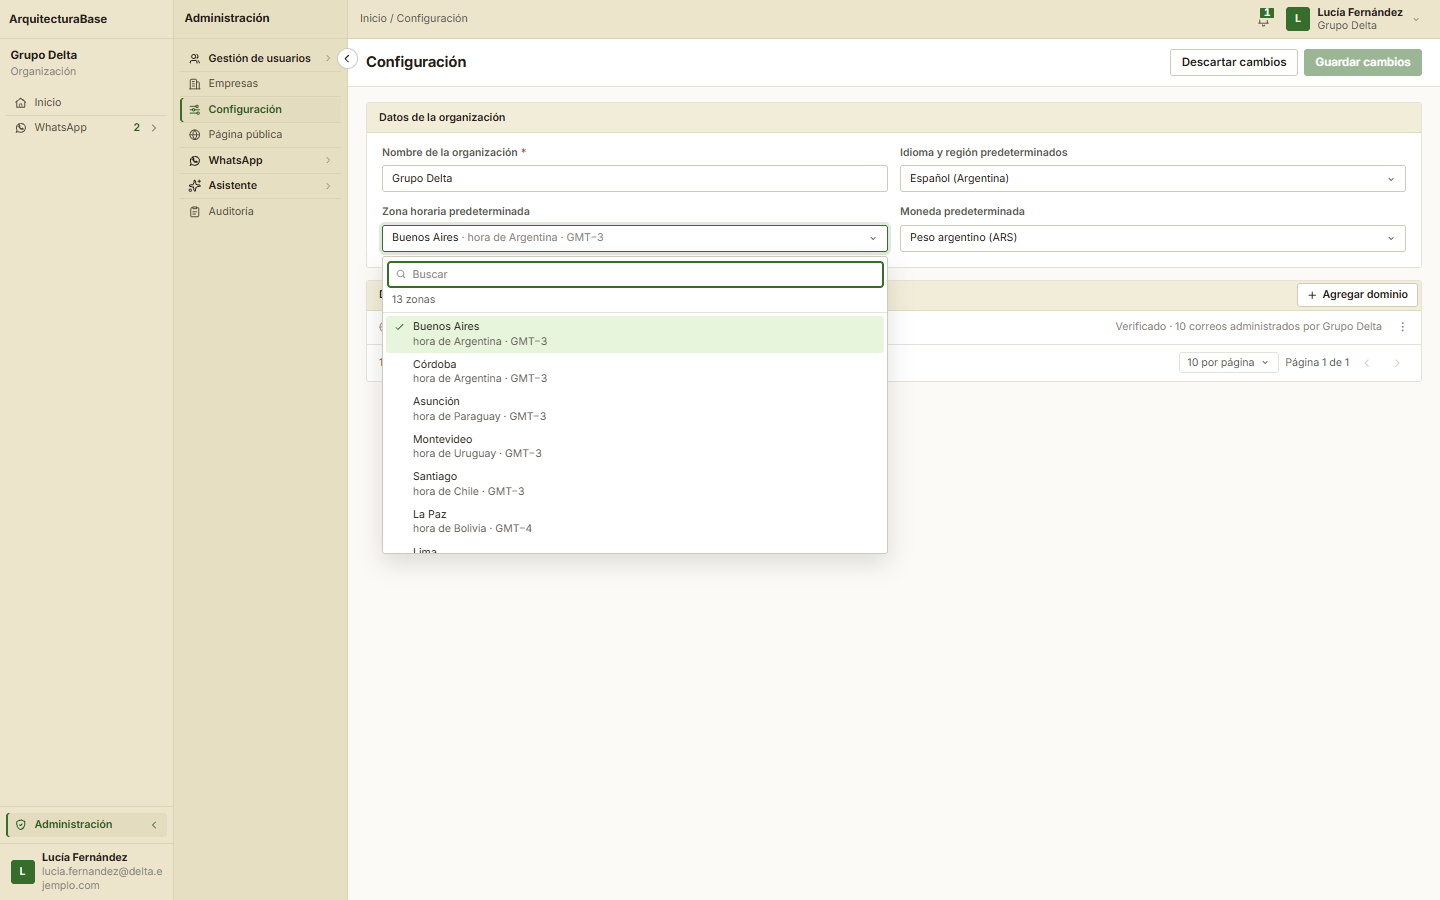 ArquitecturaBase
Grupo Delta
Organización
Inicio
WhatsApp 2
Administración
Lucía Fernández
lucia.fernandez@delta.e
jemplo.com
L
Administración
Gestión de usuarios
Empresas
Configuración
Página pública
WhatsApp
Asistente
Auditoría
Inicio / Configuración
1
L
Lucía Fernández
Grupo Delta
Configuración
Descartar cambios
Guardar cambios
Datos de la organización
Nombre de la organización *
Grupo Delta
Idioma y región predeterminados
Español (Argentina)
Zona horaria predeterminada
Buenos Aires · hora de Argentina · GMT−3
Moneda predeterminada
Peso argentino (ARS)
Buscar
13 zonas
Buenos Aires
hora de Argentina · GMT−3
Córdoba
hora de Argentina · GMT−3
Asunción
hora de Paraguay · GMT−3
Montevideo
hora de Uruguay · GMT−3
Santiago
hora de Chile · GMT−3
La Paz
hora de Bolivia · GMT−4
Lima
Agregar dominio
Verificado · 10 correos administrados por Grupo Delta
10 por página
Página 1 de 1